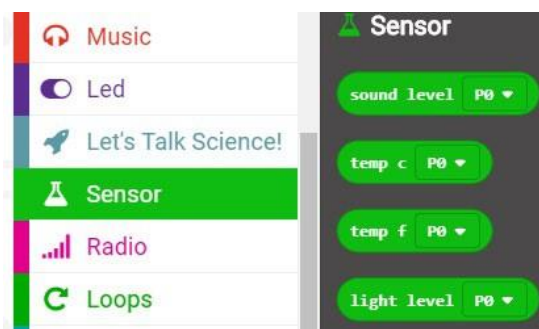 Music
Led
Let's Talk Science!
Sensor
Radio
Loops
Sensor
sound level P0
temp c P0
temp f P0
light level P0